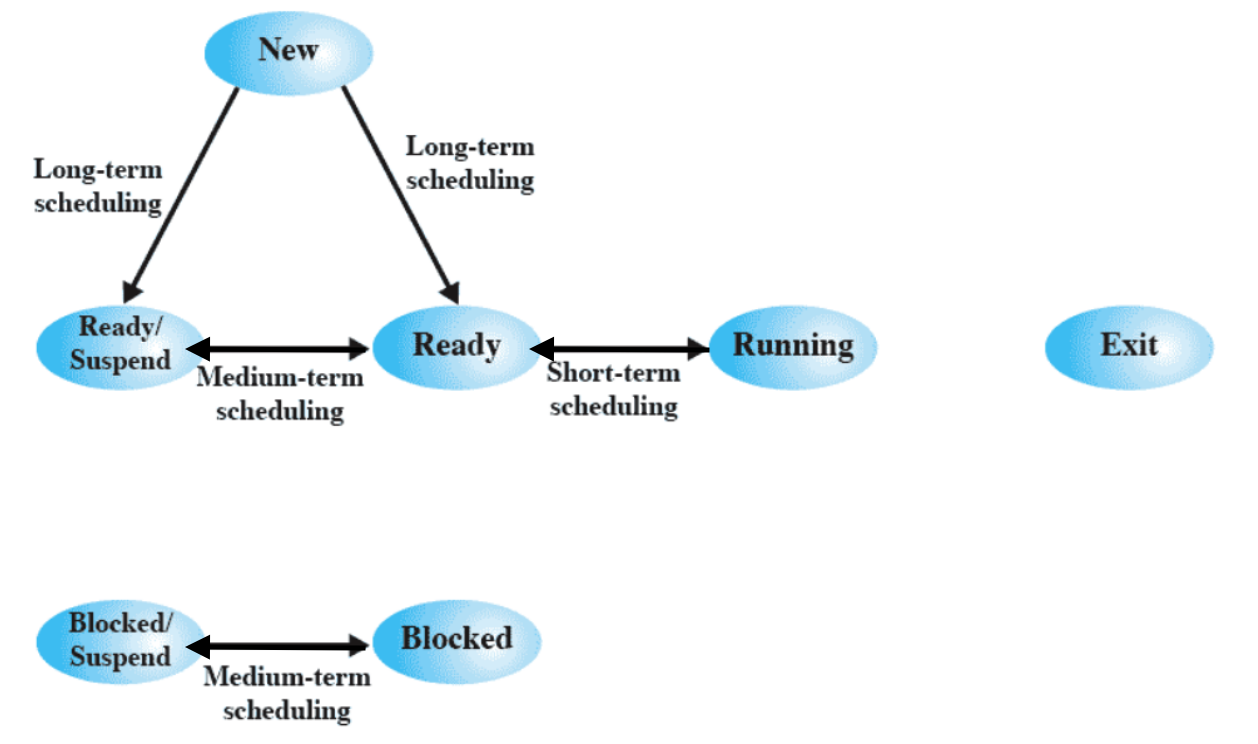 New
Long-term
scheduling
Long-term
scheduling
Ready/
Suspend
Medium-term
scheduling
Ready
Short-term
scheduling
Running
Exit
Blocked/
Suspend
Medium-term
scheduling
Blocked